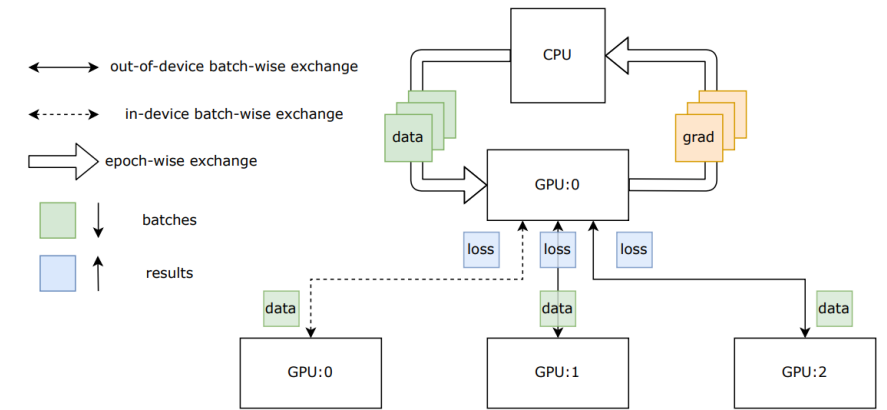 out-of-device batch-wise exchange
in-device batch-wise exchange
epoch-wise exchange
batches
results
CPU
data
grad
GPU:0
loss
loss
loss
data
data
data
GPU:0
GPU:1
GPU:2